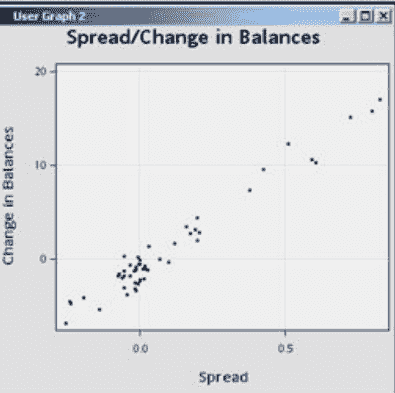 User Graph 2
Spread/Change in Balances
20
10
0
Change in Balances
0.0
0.5
Spread